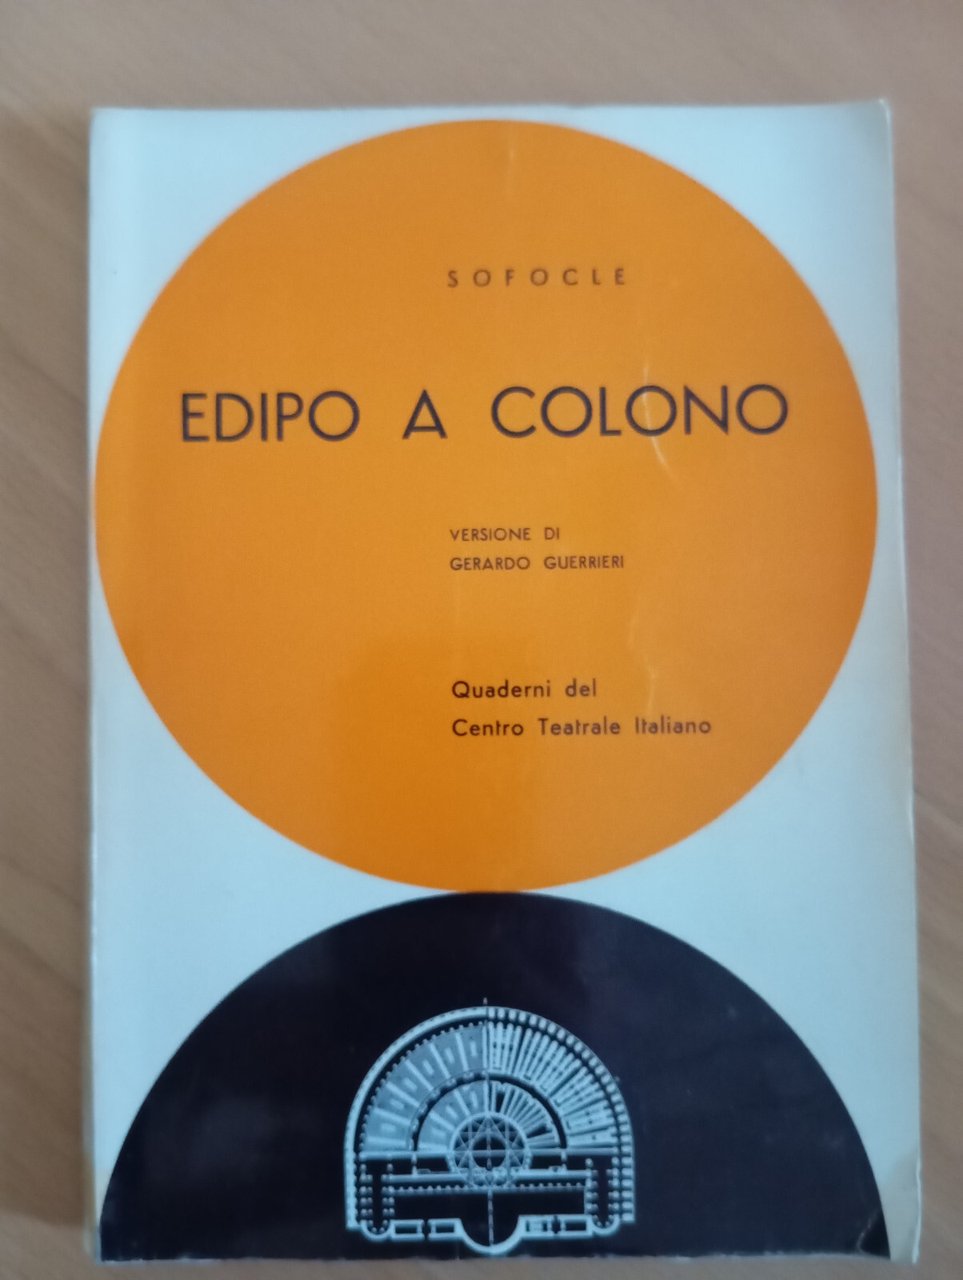 SOFOCLE
EDIPO A COLONO
VERSIONE DI
GERARDO GUERRIERI
Quaderni del
Centro Teatrale Italiano